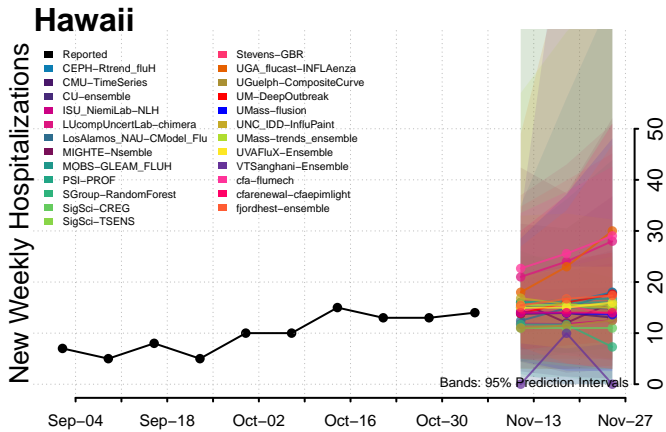 Hawaii
New Weekly Hospitalizations
Reported
CEPH−Rtrend_fluH
CMU−TimeSeries
CU−ensemble
ISU_NiemiLab−NLH
LUcompUncertLab−chimera
LosAlamos_NAU−CModel_Flu
MIGHTE−Nsemble
MOBS−GLEAM_FLUH
PSI−PROF
SGroup−RandomForest
SigSci−CREG
SigSci−TSENS
Stevens−GBR
UGA_flucast−INFLAenza
UGuelph−CompositeCurve
UM−DeepOutbreak
UMass−flusion
UNC_IDD−InfluPaint
UMass−trends_ensemble
UVAFluX−Ensemble
VTSanghani−Ensemble
cfa−flumech
cfarenewal−cfaepimlight
fjordhest−ensemble
50
40
30
20
10
0
Bands: 95% Prediction Intervals
Sep−04
Sep−18
Oct−02
Oct−16
Oct−30
Nov−13
Nov−27